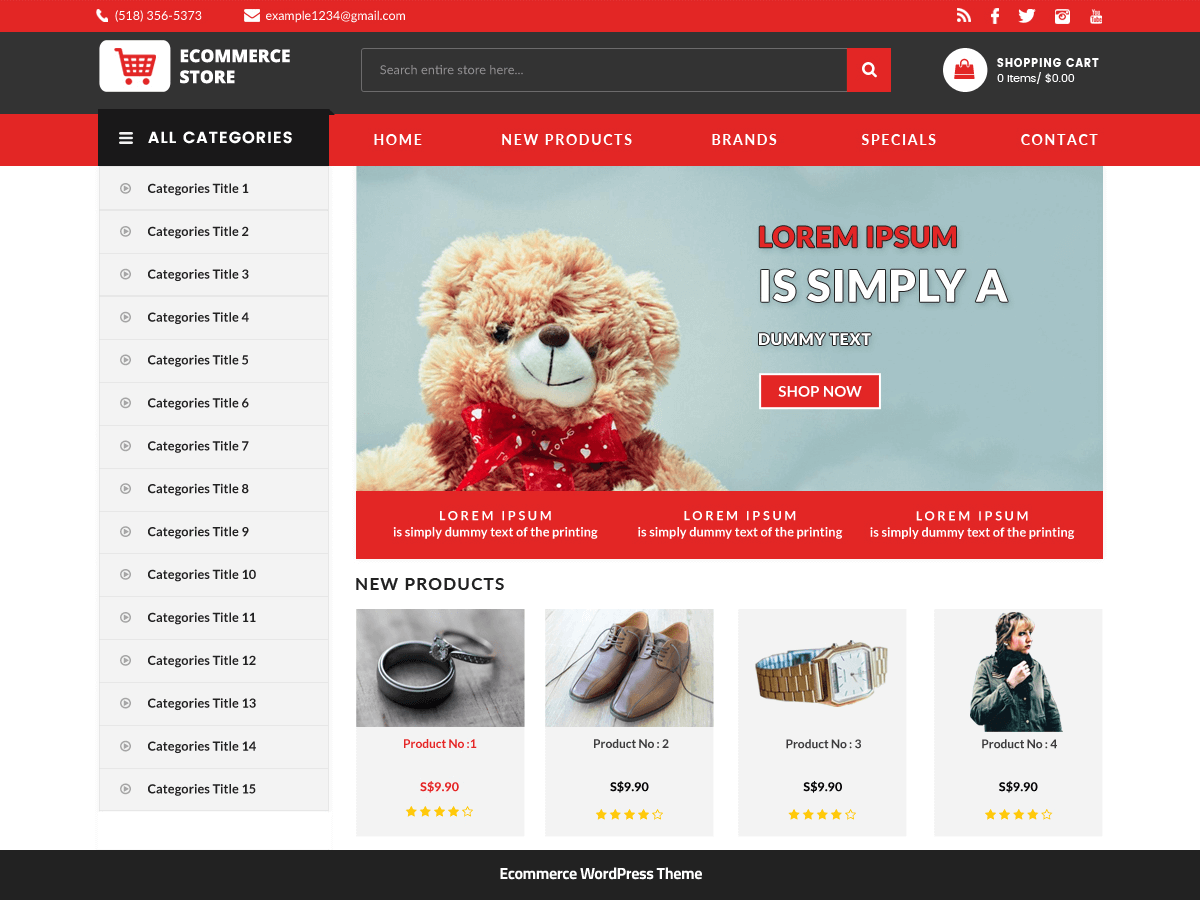 (518) 356-5373
example1234@gmail.com
You
Tube
ECOMMERCE
STORE
Search entire store here...
SHOPPING CART
0 Items/ $0.00
ALL CATEGORIES
HOME
NEW PRODUCTS
BRANDS
SPECIALS
CONTACT
Categories Title 1
Categories Title 2
Categories Title 3
Categories Title 4
Categories Title 5
Categories Title 6
Categories Title 7
Categories Title 8
Categories Title 9
Categories Title 10
Categories Title 11
Categories Title 12
Categories Title 13
Categories Title 14
Categories Title 15
LOREM IPSUM
IS SIMPLY A
DUMMY TEXT
SHOP NOW
LOREM IPSUM
is simply dummy text of the printing
LOREM IPSUM
is simply dummy text of the printing
LOREM IPSUM
is simply dummy text of the printing
NEW PRODUCTS
Product No :1
S$9.90
Product No : 2
S$9.90
Product No : 3
S$9.90
Product No : 4
S$9.90
Ecommerce WordPress Theme